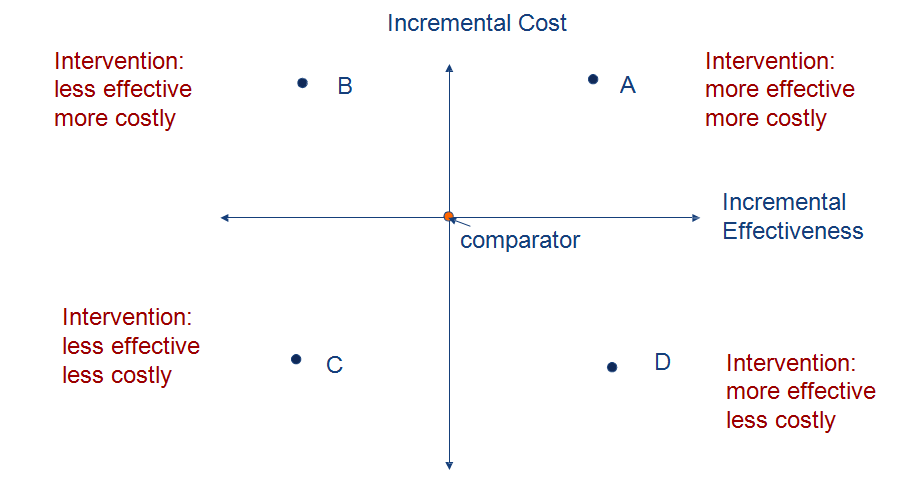 Incremental Cost
Intervention:
less effective
more costly
B
A
Intervention:
more effective
more costly
Incremental
Effectiveness
comparator
Intervention:
less effective
less costly
C
D
Intervention:
more effective
less costly